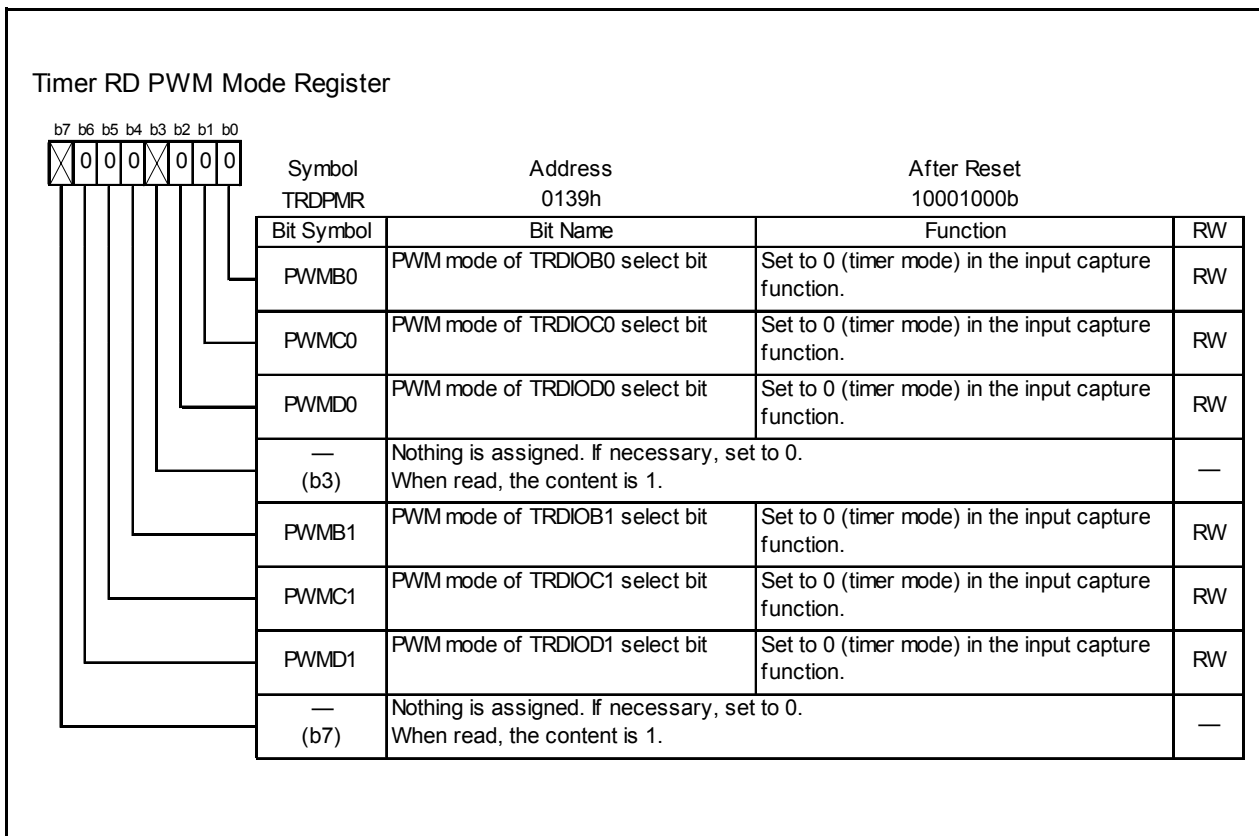 Timer RD PWM Mode Register
b7 b6 b5 b4 b3 b2 b1 b0
0 0 0 0 0 0
Symbol Address After Reset
TRDPMR 0139h 10001000b
Bit Symbol Bit Name Function RW
PWMB0 PWM mode of TRDIOB0 select bit Set to 0 (timer mode) in the input capture function. RW
PWMC0 PWM mode of TRDIOC0 select bit Set to 0 (timer mode) in the input capture function. RW
PWMD0 PWM mode of TRDIOD0 select bit Set to 0 (timer mode) in the input capture function. RW
— (b3) Nothing is assigned. If necessary, set to 0.
When read, the content is 1. —
PWMB1 PWM mode of TRDIOB1 select bit Set to 0 (timer mode) in the input capture function. RW
PWMC1 PWM mode of TRDIOC1 select bit Set to 0 (timer mode) in the input capture function. RW
PWMD1 PWM mode of TRDIOD1 select bit Set to 0 (timer mode) in the input capture function. RW
— (b7) Nothing is assigned. If necessary, set to 0.
When read, the content is 1. —